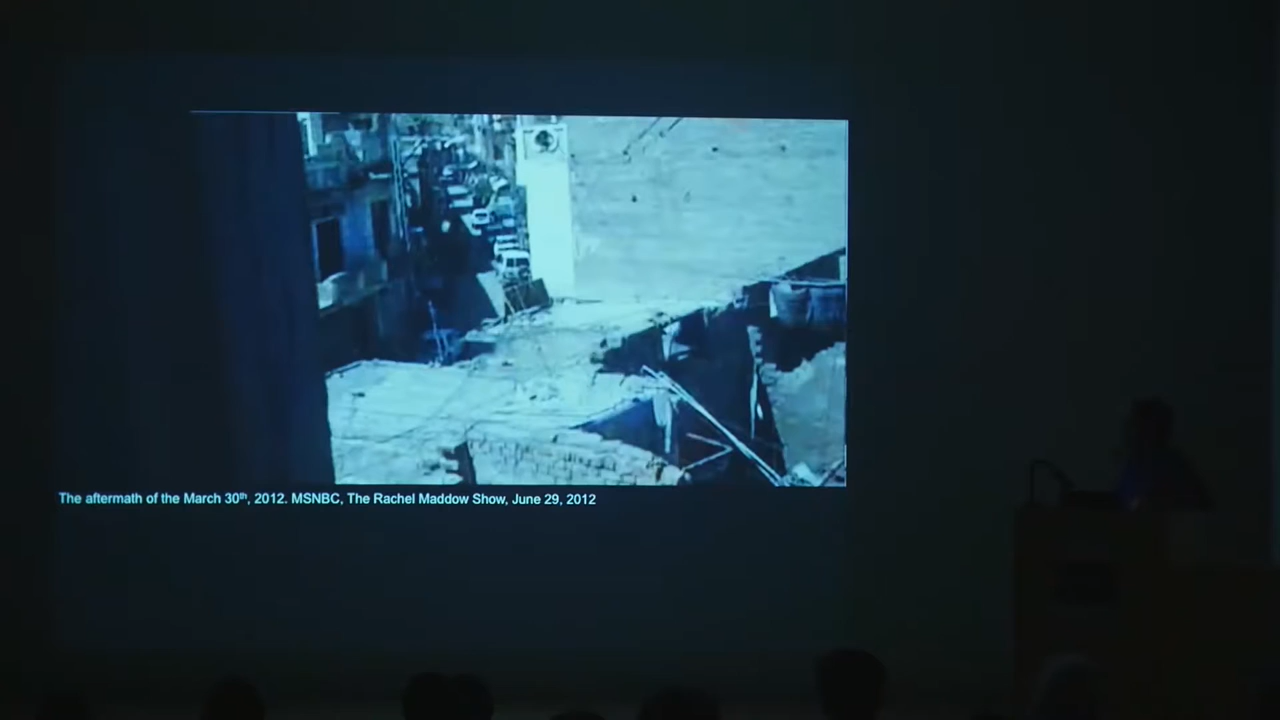 The aftermath of the March 30th, 2012. MSNBC, The Rachel Maddow Show, June 29, 2012